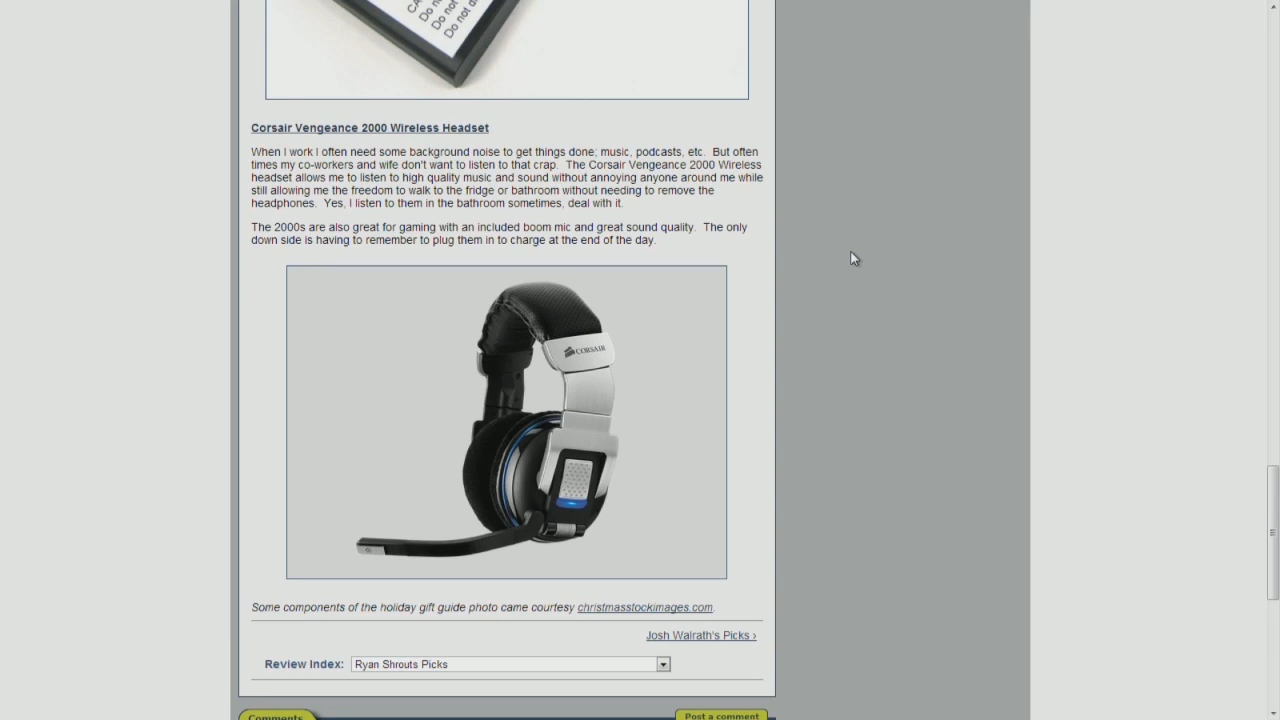 CA
Do no
Do not
Do not d
Corsair Vengeance 2000 Wireless Headset
When I work I often need some background noise to get things done; music, podcasts, etc.  But often
times my co-workers and wife don't want to listen to that crap.  The Corsair Vengeance 2000 Wireless
headset allows me to listen to high quality music and sound without annoying anyone around me while
still allowing me the freedom to walk to the fridge or bathroom without needing to remove the
headphones.  Yes, I listen to them in the bathroom sometimes, deal with it.
The 2000s are also great for gaming with an included boom mic and great sound quality.  The only
down side is having to remember to plug them in to charge at the end of the day.
CORSAIR
Some components of the holiday gift guide photo came courtesy christmasstockimages.com.
Josh Walrath's Picks ›
Review Index: Ryan Shrouts Picks
Comments Post a comment